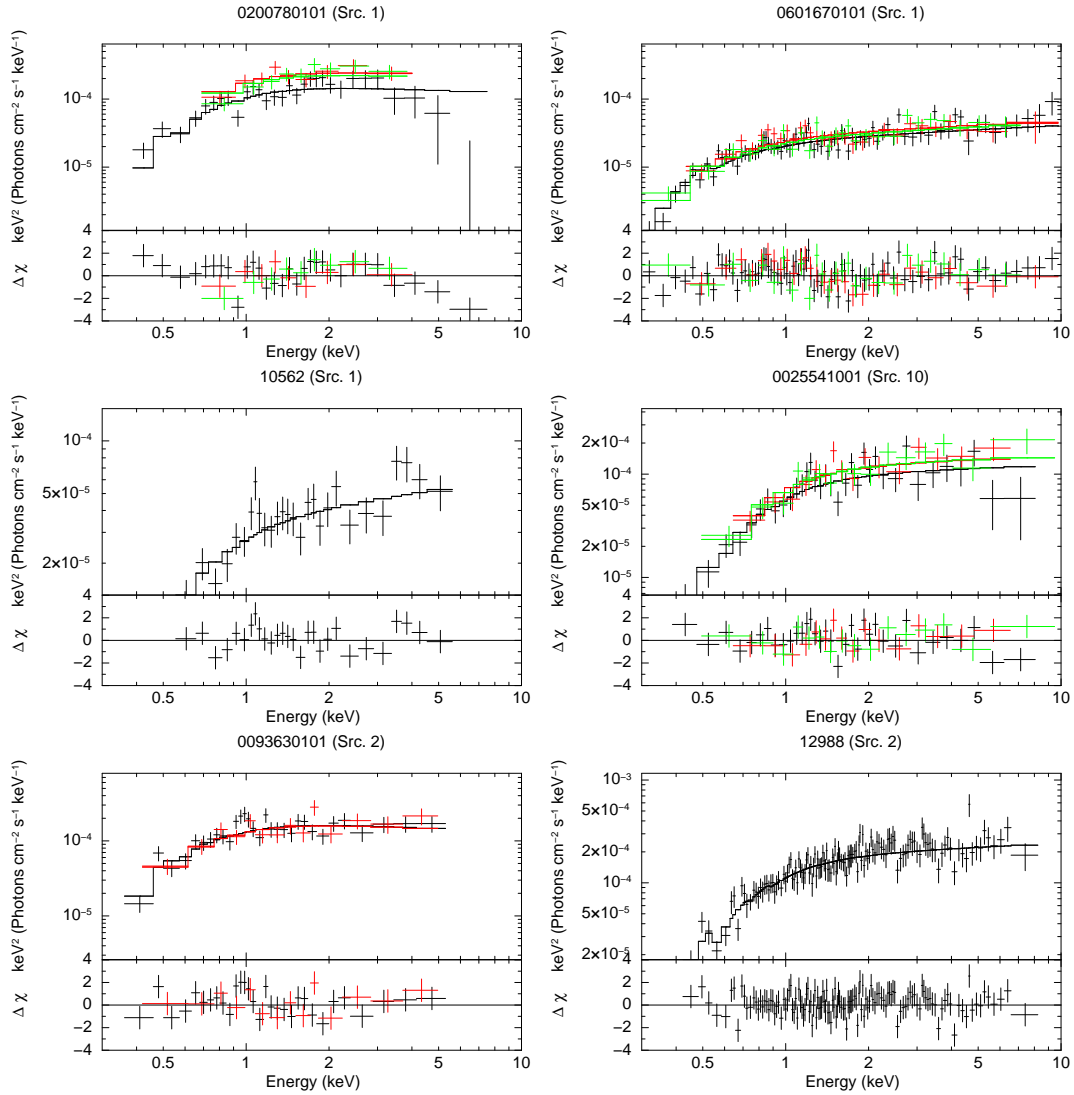 0200780101 (Src. 1)
keV² (Photons cm⁻² s⁻¹ keV⁻¹)
10⁻⁴
10⁻⁵
Δ χ
4
2
0
−2
−4
0.5 1 2 5 10
Energy (keV)
0601670101 (Src. 1)
keV² (Photons cm⁻² s⁻¹ keV⁻¹)
10⁻⁴
10⁻⁵
Δ χ
4
2
0
−2
−4
0.5 1 2 5 10
Energy (keV)
10562 (Src. 1)
keV² (Photons cm⁻² s⁻¹ keV⁻¹)
10⁻⁴
5×10⁻⁵
2×10⁻⁵
Δ χ
4
2
0
−2
−4
0.5 1 2 5 10
Energy (keV)
0025541001 (Src. 10)
keV² (Photons cm⁻² s⁻¹ keV⁻¹)
2×10⁻⁴
10⁻⁴
5×10⁻⁵
2×10⁻⁵
10⁻⁵
Δ χ
4
2
0
−2
−4
0.5 1 2 5 10
Energy (keV)
0093630101 (Src. 2)
keV² (Photons cm⁻² s⁻¹ keV⁻¹)
10⁻⁴
10⁻⁵
Δ χ
4
2
0
−2
−4
0.5 1 2 5 10
Energy (keV)
12988 (Src. 2)
keV² (Photons cm⁻² s⁻¹ keV⁻¹)
10⁻³
5×10⁻⁴
2×10⁻⁴
10⁻⁴
5×10⁻⁵
2×10⁻⁵
Δ χ
4
2
0
−2
−4
0.5 1 2 5 10
Energy (keV)